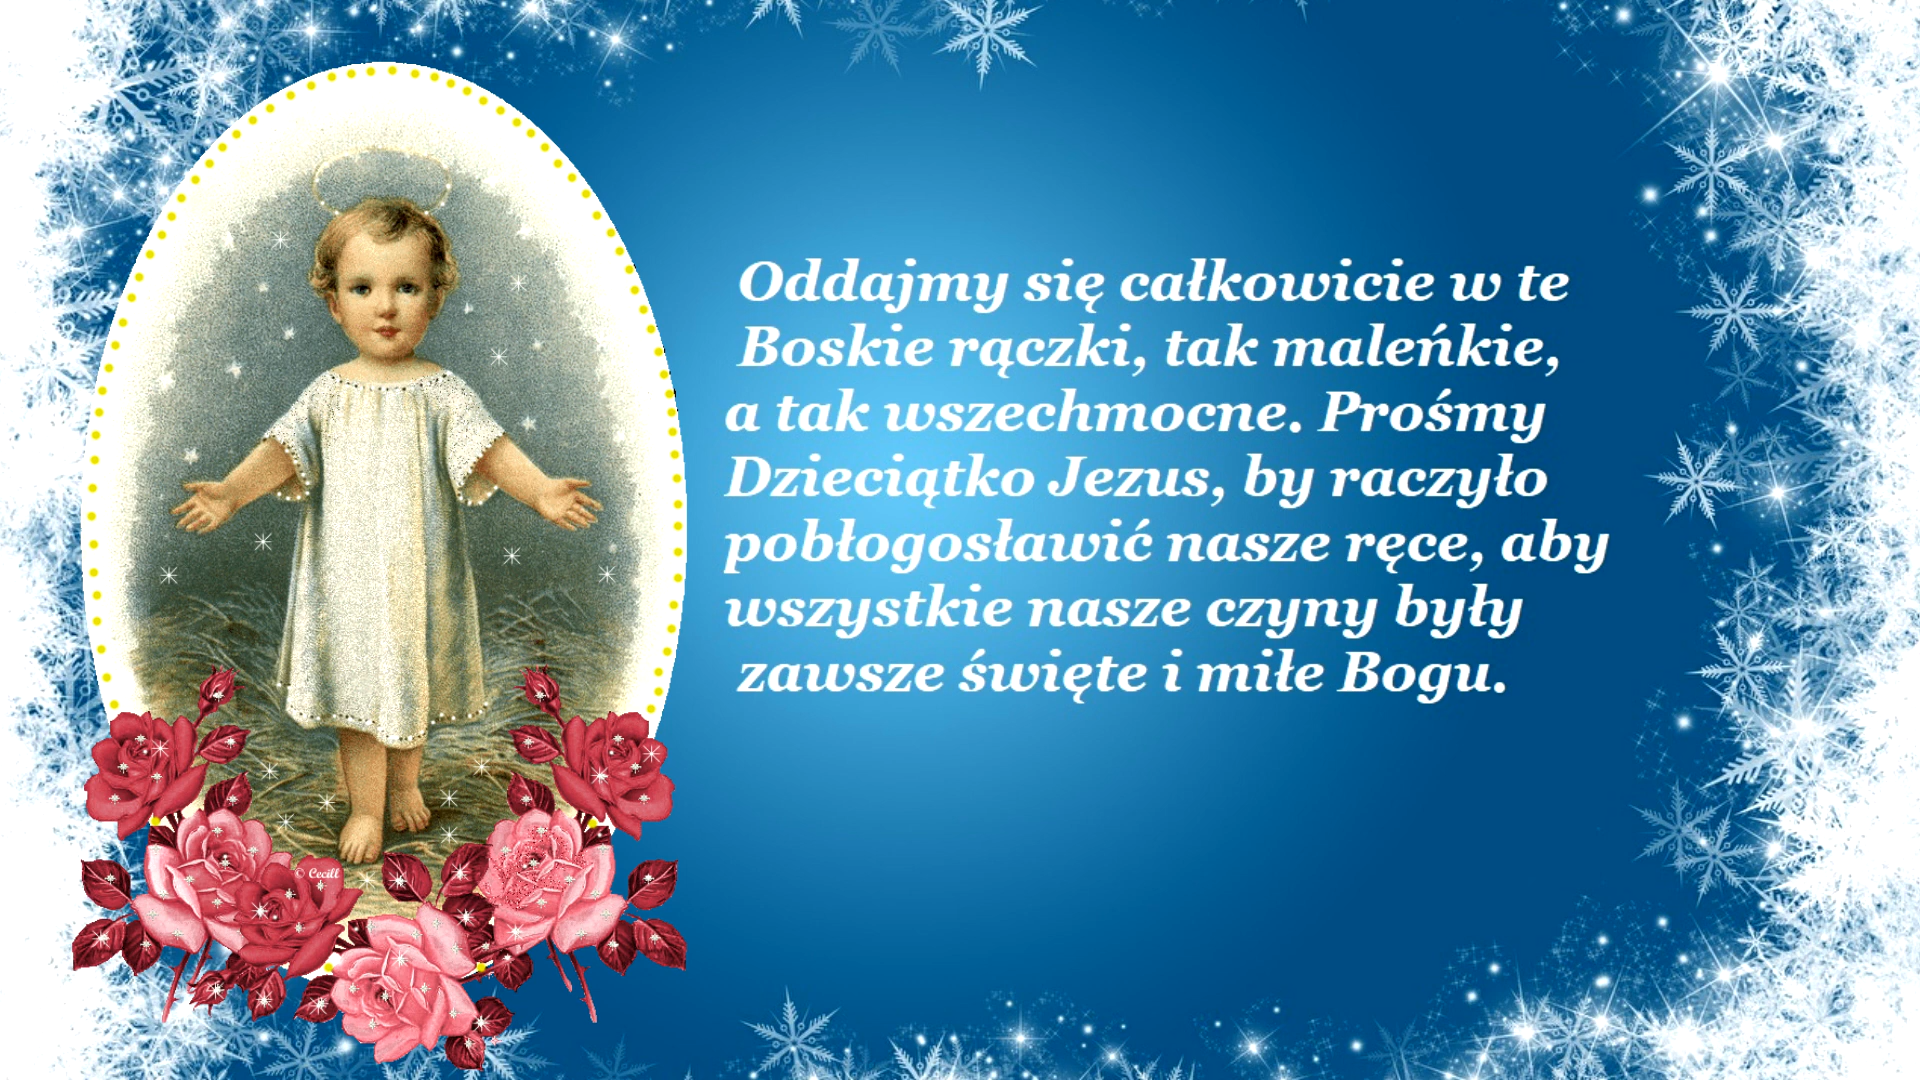 Oddajmy się całkowicie w te
Boskie rączki, tak maleńkie,
a tak wszechmocne. Prośmy
Dzieciątko Jezus, by raczyło
pobłogosławić nasze ręce, aby
wszystkie nasze czyny były
zawsze święte i miłe Bogu.
© Cecill